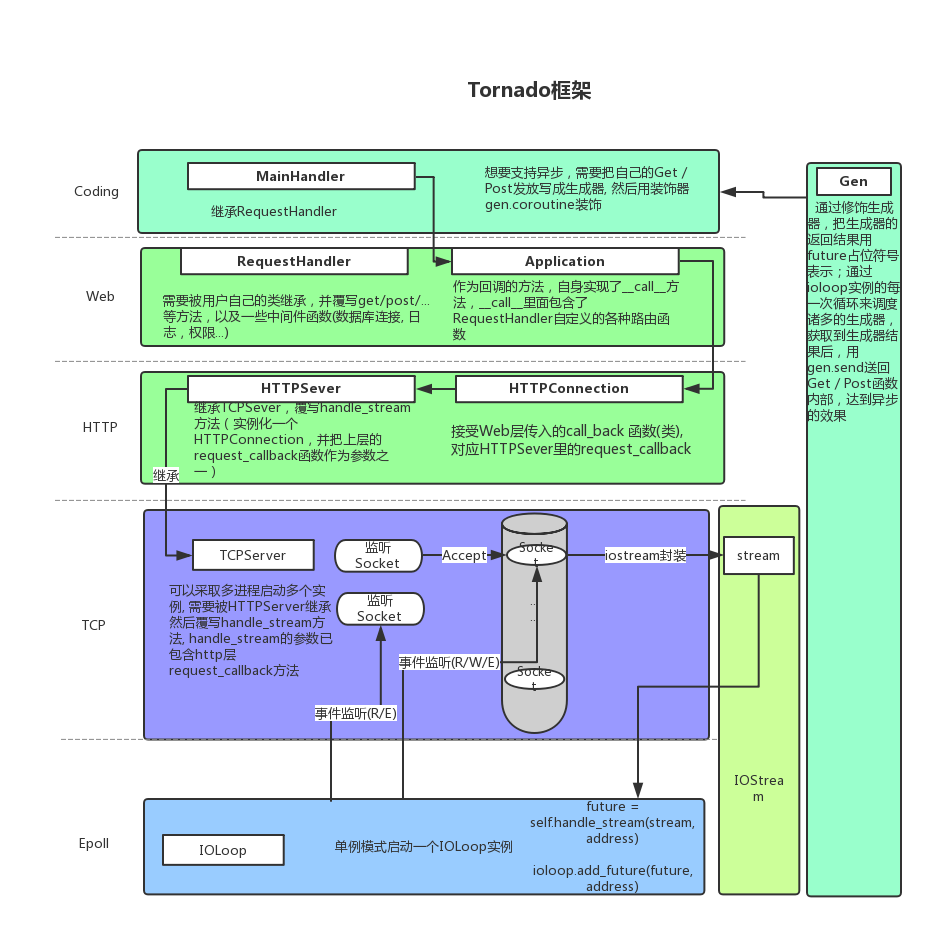 Tornado框架
Coding
MainHandler
继承RequestHandler
想要支持异步，需要把自己的Get /
Post发放写成生成器, 然后用装饰器
gen.coroutine装饰
Gen
通过修饰生成
器，把生成器的
返回结果用
future占位符号
表示；通过
ioloop实例的每
一次循环来调度
诸多的生成器，
获取到生成器结
果后，用
gen.send送回
Get / Post函数
内部，达到异步
的效果
Web
RequestHandler
需要被用户自己的类继承，并覆写get/post/...
等方法，以及一些中间件函数(数据库连接, 日
志，权限...)
Application
作为回调的方法，自身实现了__call__方
法，__call__里面包含了
RequestHandler自定义的各种路由函
数
HTTP
HTTPSever
继承TCPSever，覆写handle_stream
方法（ 实例化一个
HTTPConnection，并把上层的
request_callback函数作为参数之
一 ）
HTTPConnection
接受Web层传入的call_back 函数(类),
对应HTTPSever里的request_callback
继承
TCP
TCPServer
可以采取多进程启动多个实
例, 需要被HTTPServer继承
然后覆写handle_stream方
法, handle_stream的参数已
包含http层
request_callback方法
监听
Socket
监听
Socket
Accept
Socke
t
...
...
Socke
t
iostream封装
stream
事件监听(R/W/E)
事件监听(R/E)
IOStrea
m
Epoll
IOLoop
单例模式启动一个IOLoop实例
future =
self.handle_stream(stream,
address)
ioloop.add_future(future,
address)